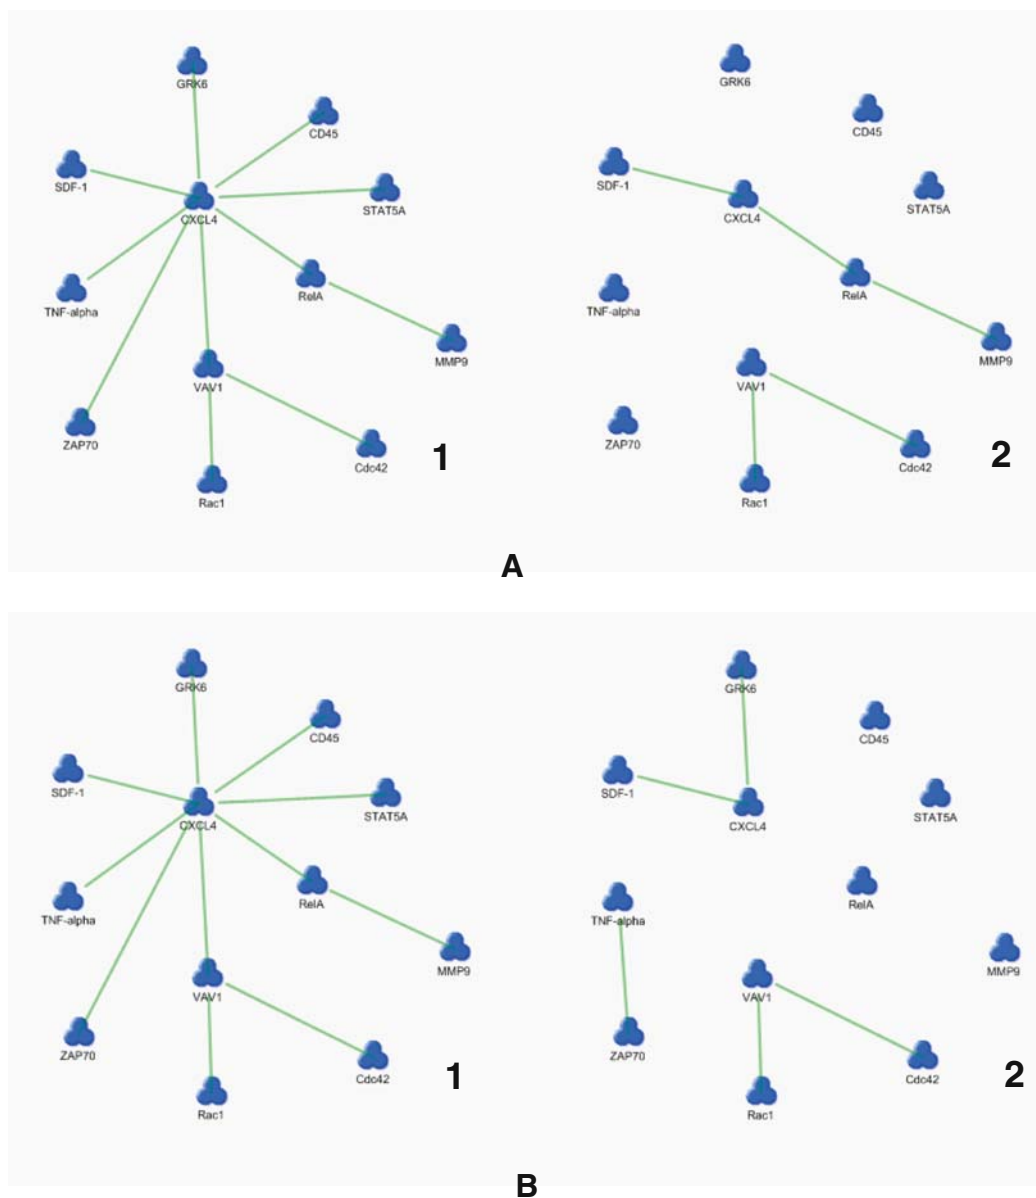 GRK6
CD45
SDF-1
CXCL4
STAT5A
TNF-alpha
RelA
MMP9
VAV1
ZAP70
Cdc42
Rac1
1
GRK6
CD45
SDF-1
CXCL4
STAT5A
TNF-alpha
RelA
MMP9
VAV1
ZAP70
Cdc42
Rac1
2
A
GRK6
CD45
SDF-1
CXCL4
STAT5A
TNF-alpha
RelA
MMP9
VAV1
ZAP70
Cdc42
Rac1
1
GRK6
CD45
SDF-1
CXCL4
STAT5A
TNF-alpha
RelA
MMP9
VAV1
ZAP70
Cdc42
Rac1
2
B